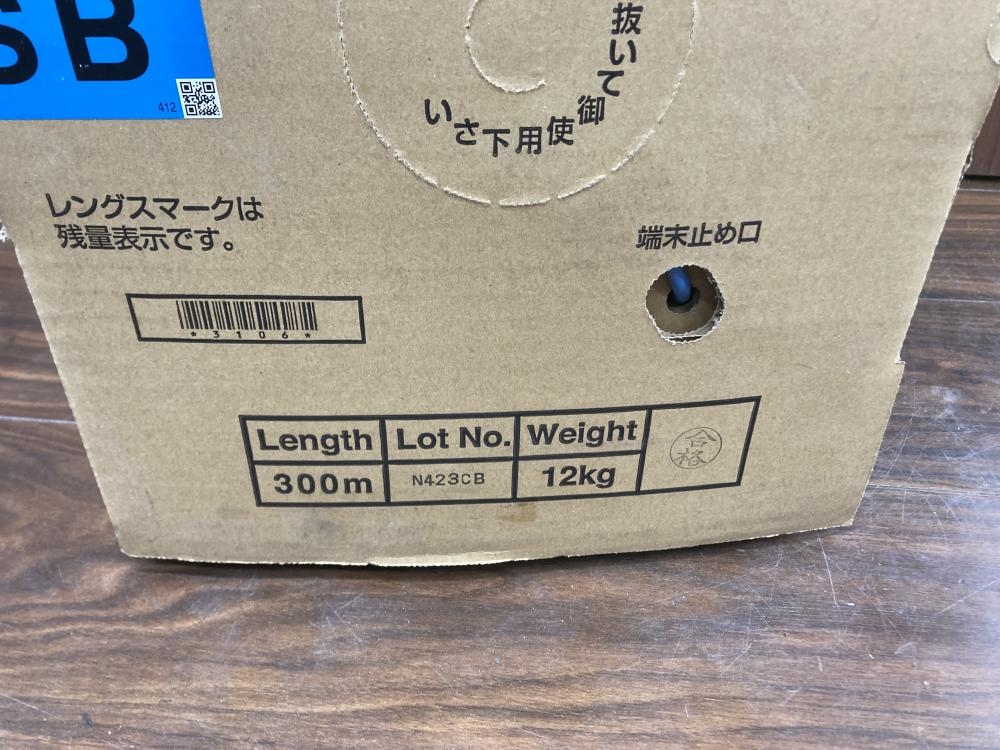 SB
412
抜いて御使用下さい
レングスマークは
残量表示です。
端末止め口
*3106*
Length Lot No. Weight
300m N423CB 12kg
合格